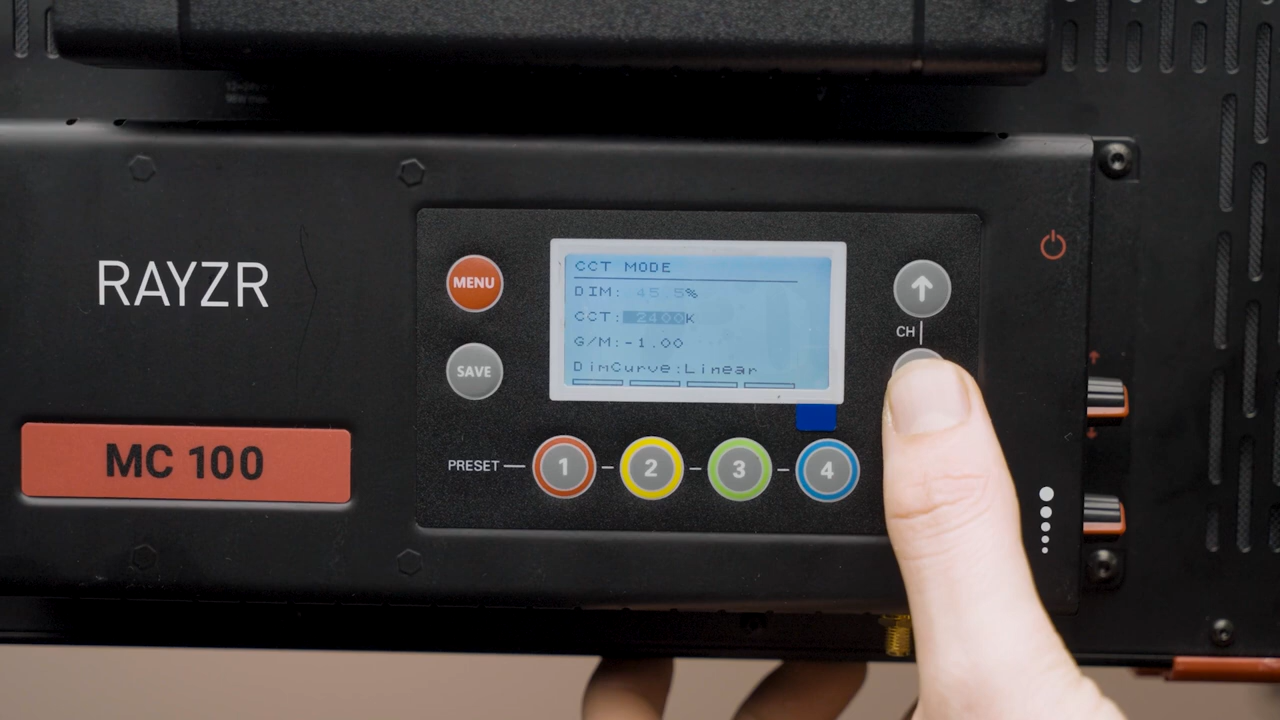 RAYZR
MC 100
MENU
SAVE
CCT MODE
DIM: 45.5%
CCT: 2400K
G/M:-1.00
DimCurve:Linear
CH
PRESET
1
2
3
4